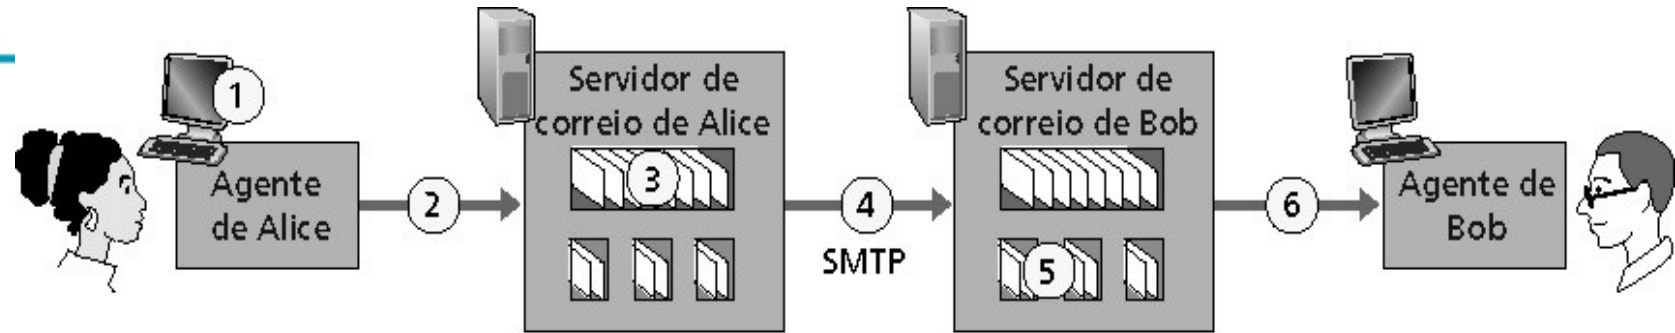 1
Agente
de Alice
2
Servidor de
correio de Alice
3
4
SMTP
Servidor de
correio de Bob
5
6
Agente de
Bob